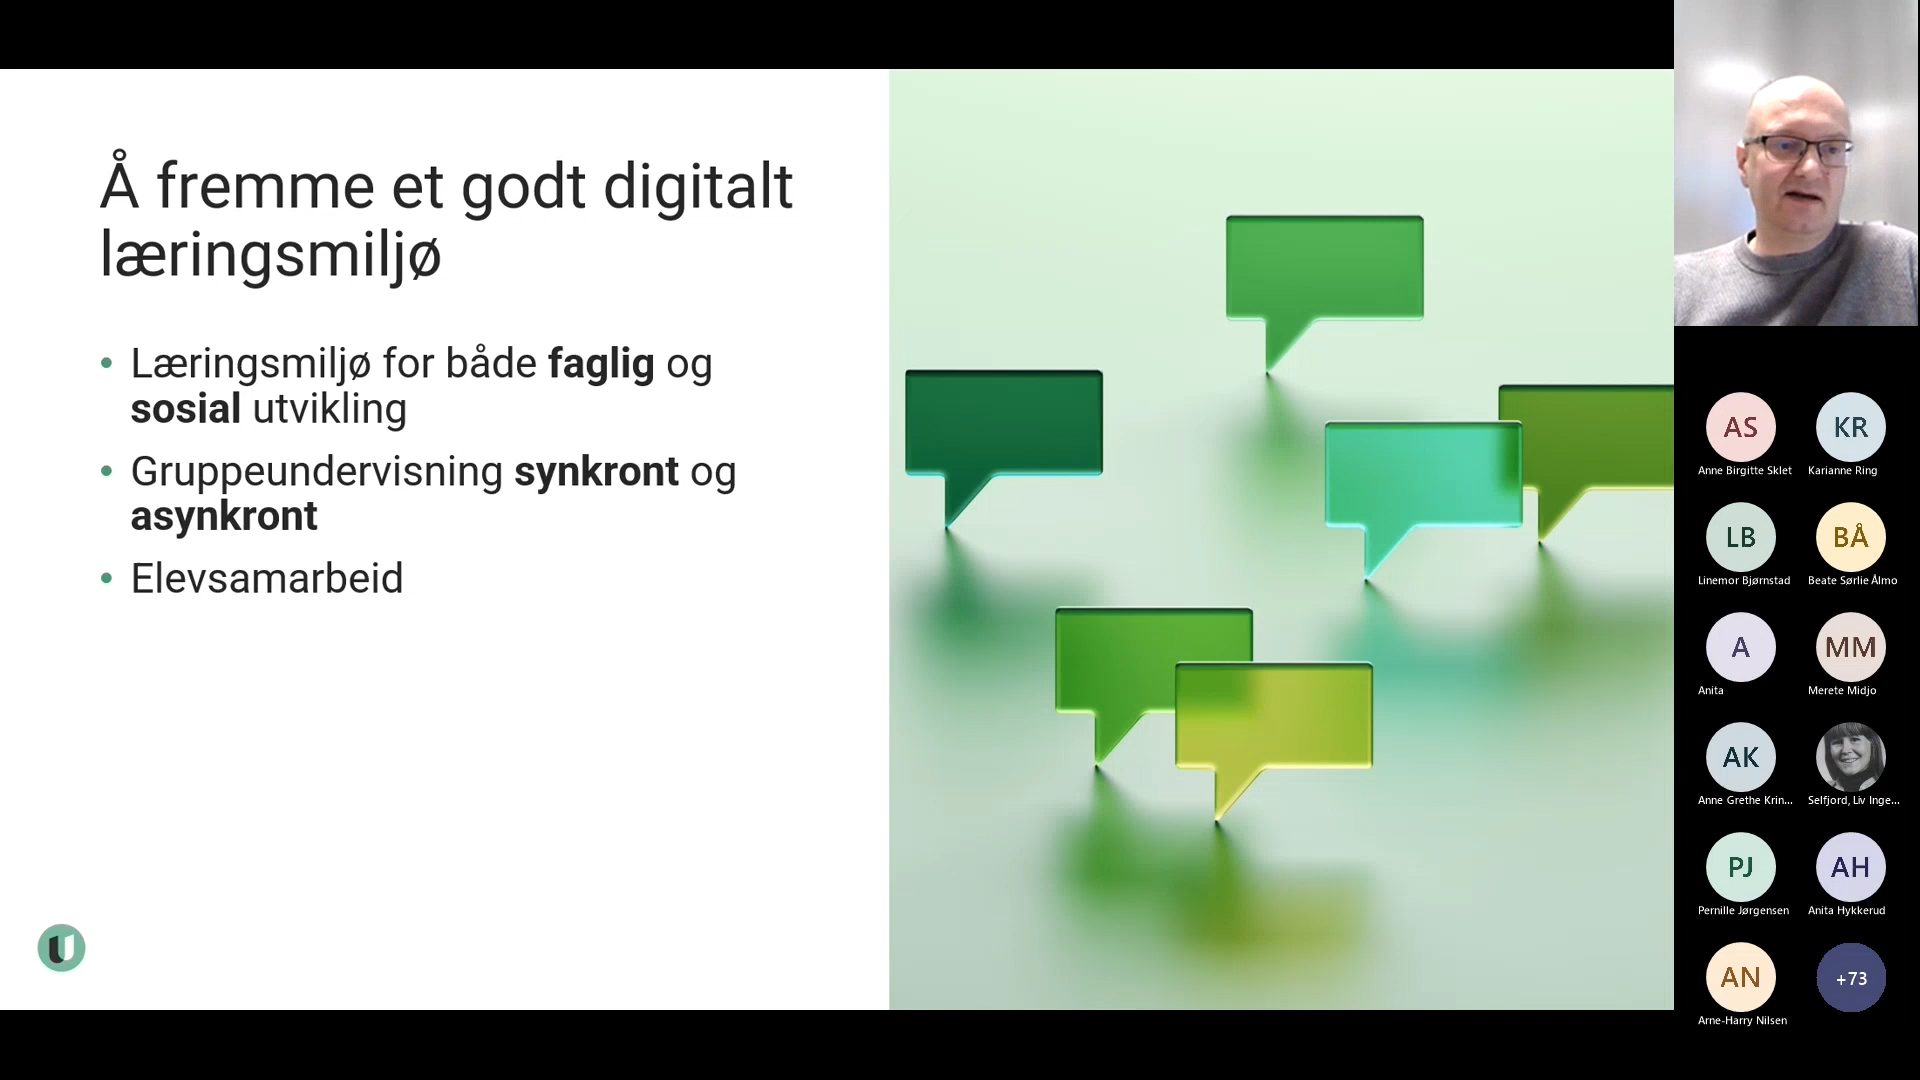 Å fremme et godt digitalt
læringsmiljø
• Læringsmiljø for både faglig og
sosial utvikling
• Gruppeundervisning synkront og
asynkront
• Elevsamarbeid
U
AS
Anne Birgitte Sklet
KR
Karianne Ring
LB
Linemor Bjørnstad
BÅ
Beate Sørlie Ålmo
A
Anita
MM
Merete Midjo
AK
Anne Grethe Krin...
Selfjord, Liv Inge...
PJ
Pernille Jørgensen
AH
Anita Hykkerud
AN
Arne-Harry Nilsen
+73